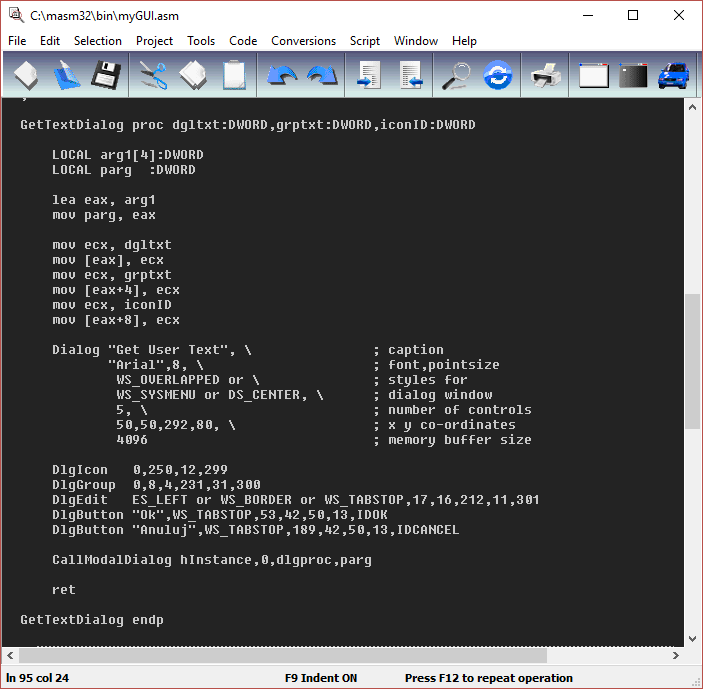 C:\masm32\bin\myGUI.asm
File Edit Selection Project Tools Code Conversions Script Window Help
;
GetTextDialog proc dgltxt:DWORD,grptxt:DWORD,iconID:DWORD
LOCAL arg1[4]:DWORD
LOCAL parg  :DWORD
lea eax, arg1
mov parg, eax
mov ecx, dgltxt
mov [eax], ecx
mov ecx, grptxt
mov [eax+4], ecx
mov ecx, iconID
mov [eax+8], ecx
Dialog "Get User Text", \ ; caption
"Arial",8, \ ; font,pointsize
WS_OVERLAPPED or \ ; styles for
WS_SYSMENU or DS_CENTER, \ ; dialog window
5, \ ; number of controls
50,50,292,80, \ ; x y co-ordinates
4096 ; memory buffer size
DlgIcon   0,250,12,299
DlgGroup  0,8,4,231,31,300
DlgEdit   ES_LEFT or WS_BORDER or WS_TABSTOP,17,16,212,11,301
DlgButton "Ok",WS_TABSTOP,53,42,50,13,IDOK
DlgButton "Anuluj",WS_TABSTOP,189,42,50,13,IDCANCEL
CallModalDialog hInstance,0,dlgproc,parg
ret
GetTextDialog endp
ln 95 col 24 F9 Indent ON Press F12 to repeat operation